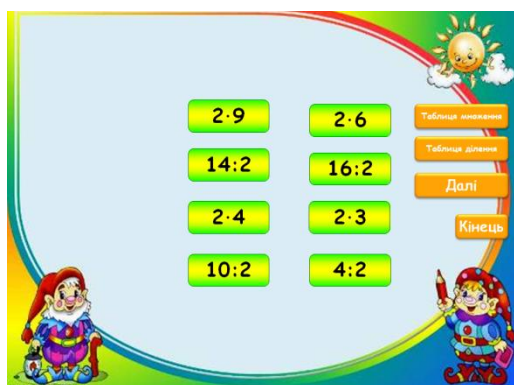 2·9
2·6
14:2
16:2
2·4
2·3
10:2
4:2
Таблиця множення
Таблиця ділення
Далі
Кінець